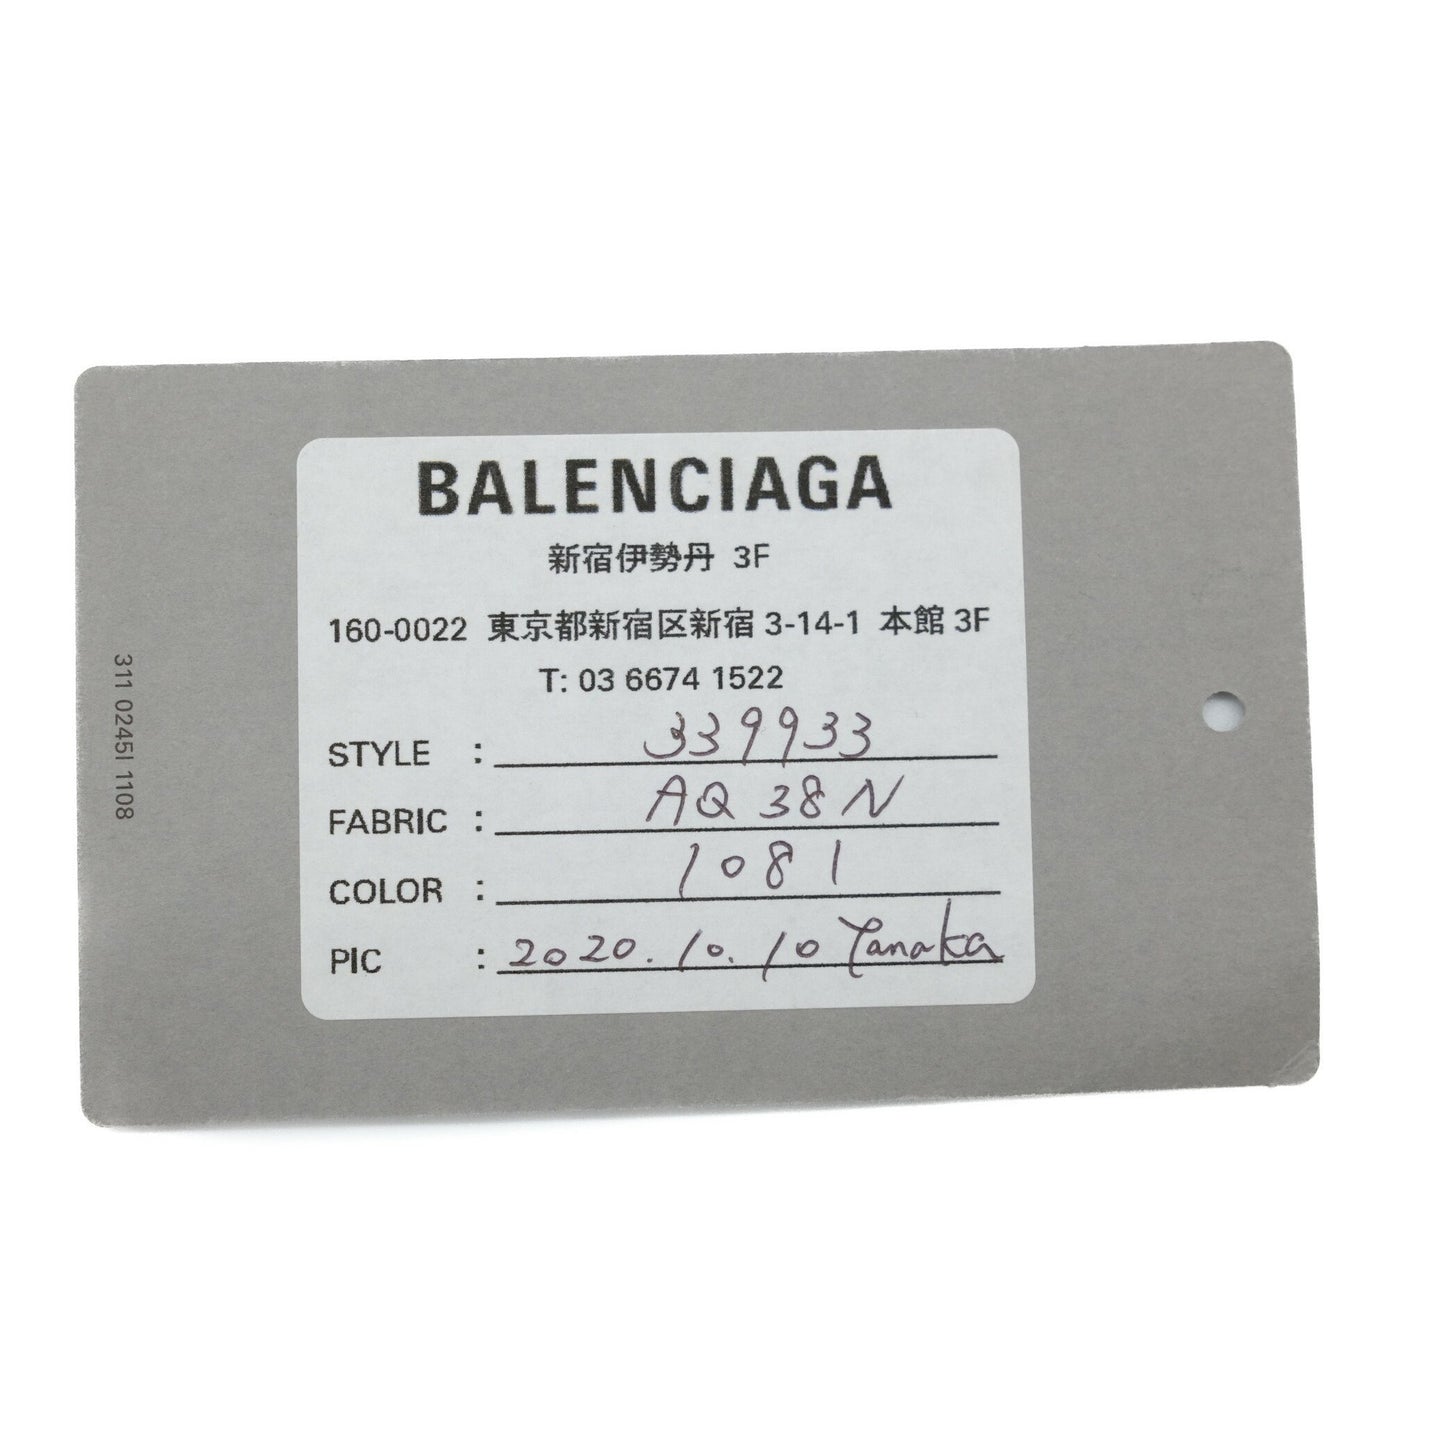 BALENCIAGA
新宿伊勢丹 3F
160-0022 東京都新宿区新宿 3-14-1 本館 3F
T: 03 6674 1522
STYLE : 339933
FABRIC : AQ38N
COLOR : 1081
PIC : 2020.10.10 Tanaka
311 0245I 1108